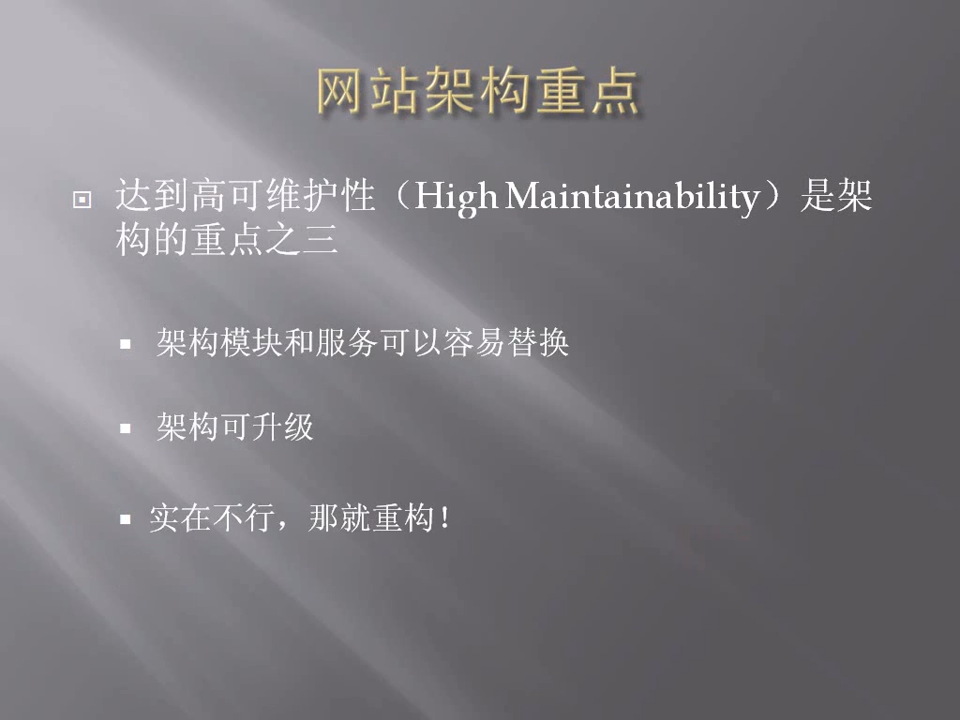 网站架构重点
达到高可维护性（High Maintainability）是架
构的重点之三
架构模块和服务可以容易替换
架构可升级
实在不行，那就重构！